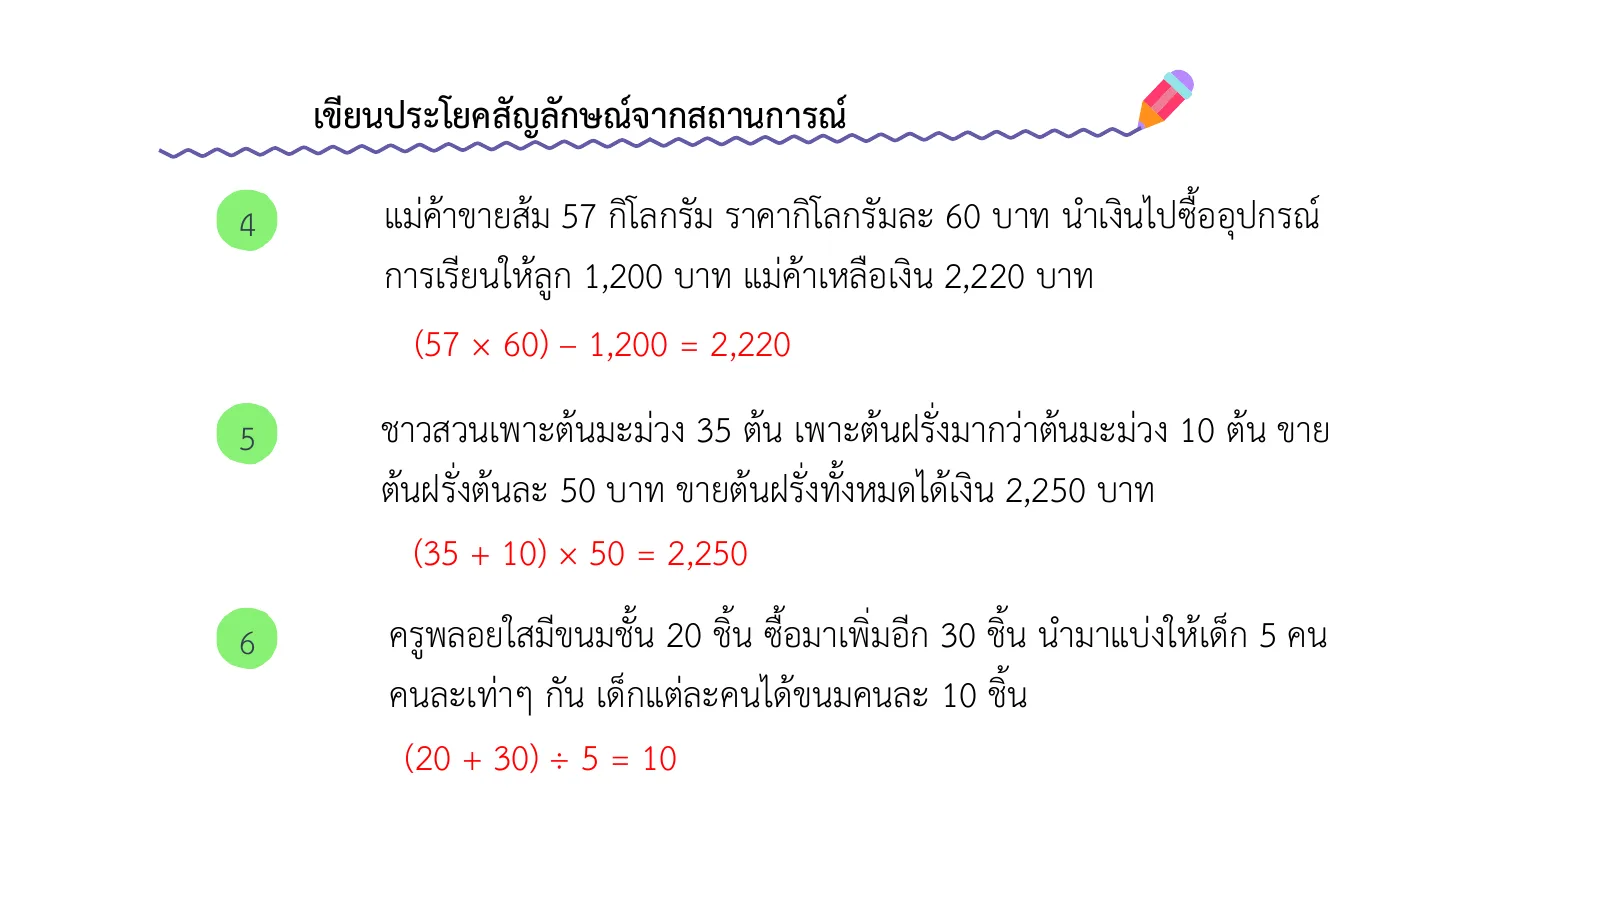 เขียนประโยคสัญลักษณ์จากสถานการณ์
4
แม่ค้าขายส้ม 57 กิโลกรัม ราคากิโลกรัมละ 60 บาท นำเงินไปซื้ออุปกรณ์
การเรียนให้ลูก 1,200 บาท แม่ค้าเหลือเงิน 2,220 บาท
(57 × 60) – 1,200 = 2,220
5
ชาวสวนเพาะต้นมะม่วง 35 ต้น เพาะต้นฝรั่งมากว่าต้นมะม่วง 10 ต้น ขาย
ต้นฝรั่งต้นละ 50 บาท ขายต้นฝรั่งทั้งหมดได้เงิน 2,250 บาท
(35 + 10) × 50 = 2,250
6
ครูพลอยใสมีขนมชั้น 20 ชิ้น ซื้อมาเพิ่มอีก 30 ชิ้น นำมาแบ่งให้เด็ก 5 คน
คนละเท่าๆ กัน เด็กแต่ละคนได้ขนมคนละ 10 ชิ้น
(20 + 30) ÷ 5 = 10